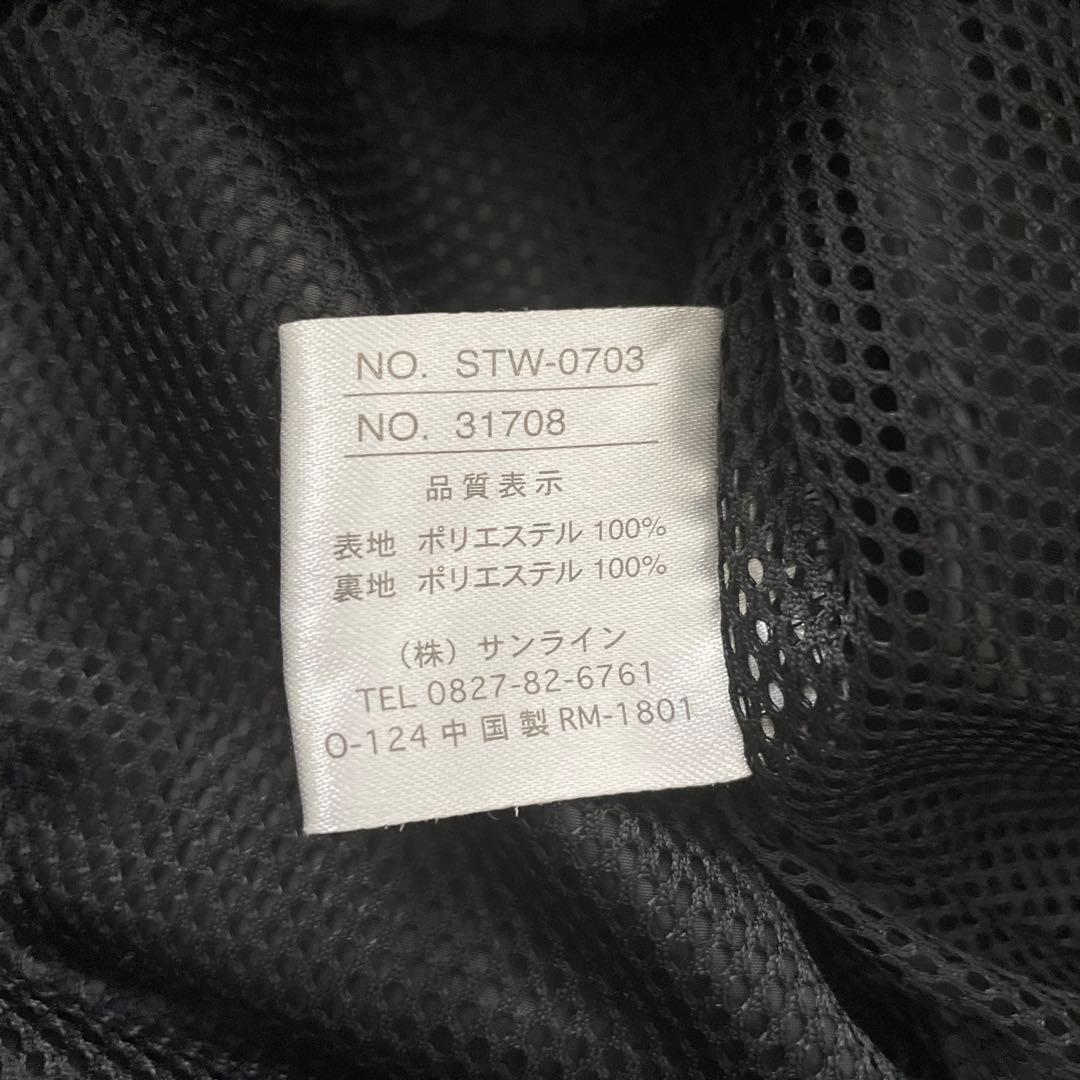 NO. STW-0703
NO. 31708
品質表示
表地 ポリエステル 100%
裏地 ポリエステル 100%
（株）サンライン
TEL 0827-82-6761
O-124 中国製 RM-1801